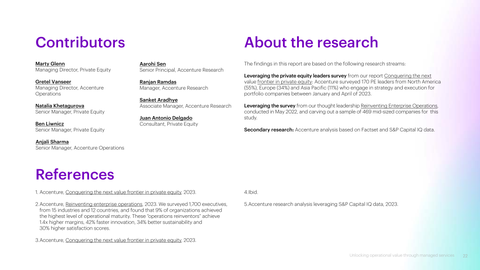 Contributors
Marty Glenn
Managing Director, Private Equity
Gretel Vanseer
Managing Director, Accenture
Operations
Natalia Khetagurova
Senior Manager, Private Equity
Ben Liwnicz
Senior Manager, Private Equity
Anjali Sharma
Senior Manager, Accenture Operations
Aarohi Sen
Senior Principal, Accenture Research
Ranjan Ramdas
Manager, Accenture Research
Sanket Aradhye
Associate Manager, Accenture Research
Juan Antonio Delgado
Consultant, Private Equity
About the research
The findings in this report are based on the following research streams:
Leveraging the private equity leaders survey from our report Conquering the next
value frontier in private equity. Accenture surveyed 170 PE leaders from North America
(55%), Europe (34%) and Asia Pacific (11%) who engage in strategy and execution for
portfolio companies between January and April of 2023.
Leveraging the survey from our thought leadership Reinventing Enterprise Operations,
conducted in May 2022, and carving out a sample of 469 mid-sized companies for this
study.
Secondary research: Accenture analysis based on Factset and S&P Capital IQ data.
References
1. Accenture, Conquering the next value frontier in private equity: 2023.
2. Accenture, Reinventing enterprise operations, 2023. We surveyed 1,700 executives,
from 15 industries and 12 countries, and found that 9% of organizations achieved
the highest level of operational maturity. These "operations reinventors" achieve
1.4x higher margins, 42% faster innovation, 34% better sustainability and
30% higher satisfaction scores.
3. Accenture, Conquering the next value frontier in private equity: 2023.
4. Ibid.
5. Accenture research analysis leveraging S&P Capital IQ data, 2023.
Unlocking operational value through managed services